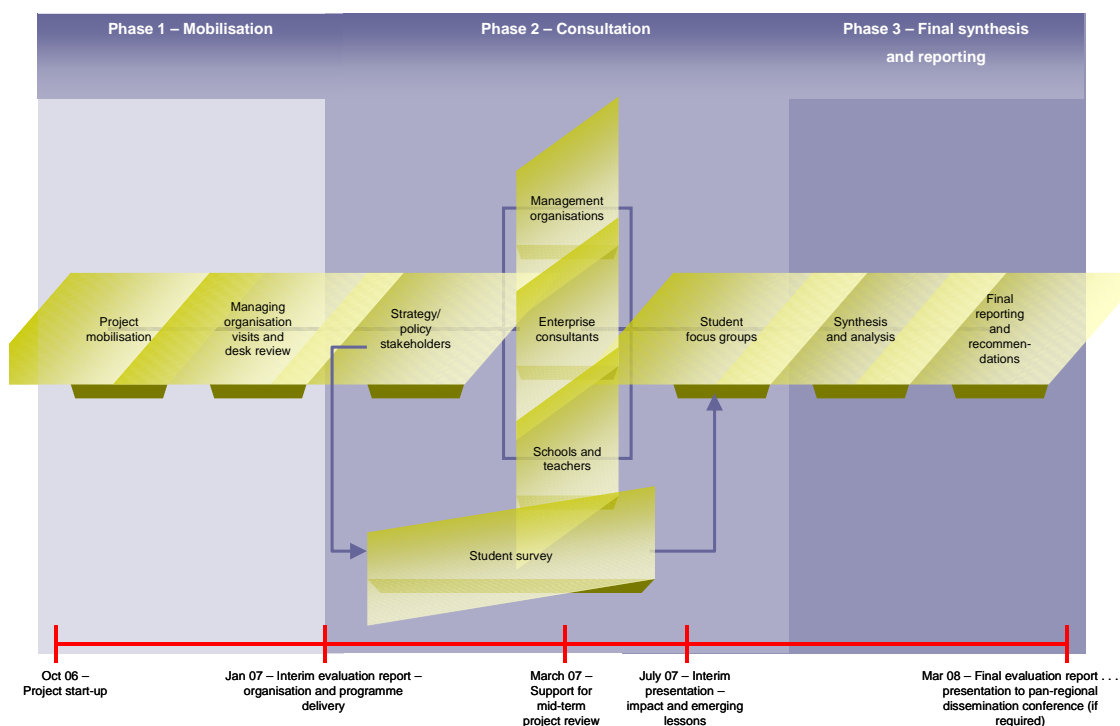 Phase 1 – Mobilisation
Phase 2 – Consultation
Phase 3 – Final synthesis
and reporting
Management
organisations
Project
mobilisation
Managing
organisation
visits and
desk review
Strategy/
policy
stakeholders
Enterprise
consultants
Student
focus groups
Synthesis
and analysis
Final
reporting
and
recommen-
dations
Schools and
teachers
Student survey
Oct 06 –
Project start-up
Jan 07 – Interim evaluation report –
organisation and programme
delivery
March 07 –
Support for
mid-term
project review
July 07 – Interim
presentation –
impact and emerging
lessons
Mar 08 – Final evaluation report . . .
presentation to pan-regional
dissemination conference (if
required)